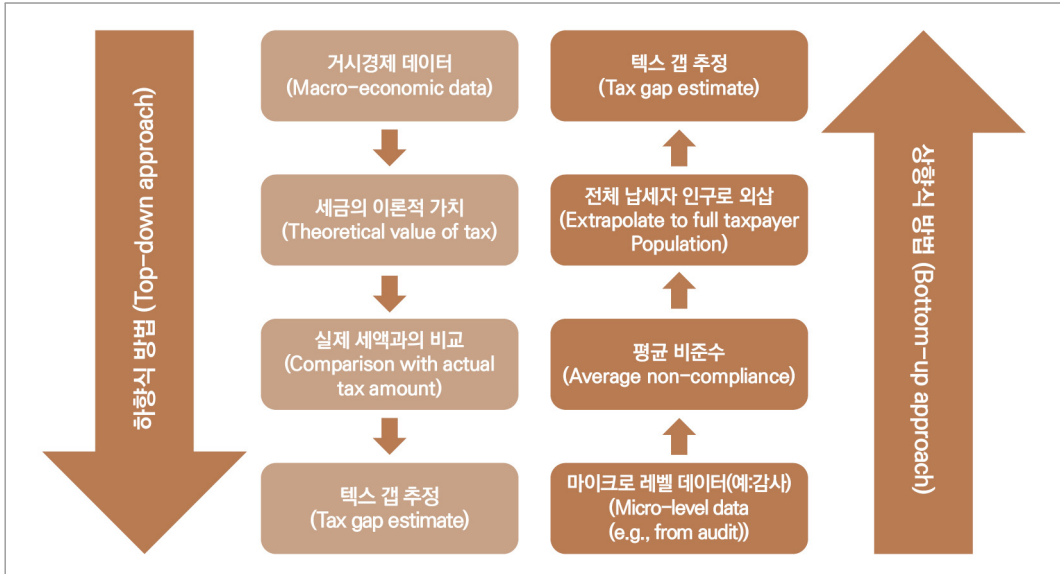 하향식 방법 (Top-down approach)
거시경제 데이터
(Macro-economic data)
세금의 이론적 가치
(Theoretical value of tax)
실제 세액과의 비교
(Comparison with actual
tax amount)
텍스 갭 추정
(Tax gap estimate)
텍스 갭 추정
(Tax gap estimate)
전체 납세자 인구로 외삽
(Extrapolate to full taxpayer
Population)
평균 비준수
(Average non-compliance)
마이크로 레벨 데이터(예:감사)
(Micro-level data
(e.g., from audit))
상향식 방법 (Bottom-up approach)